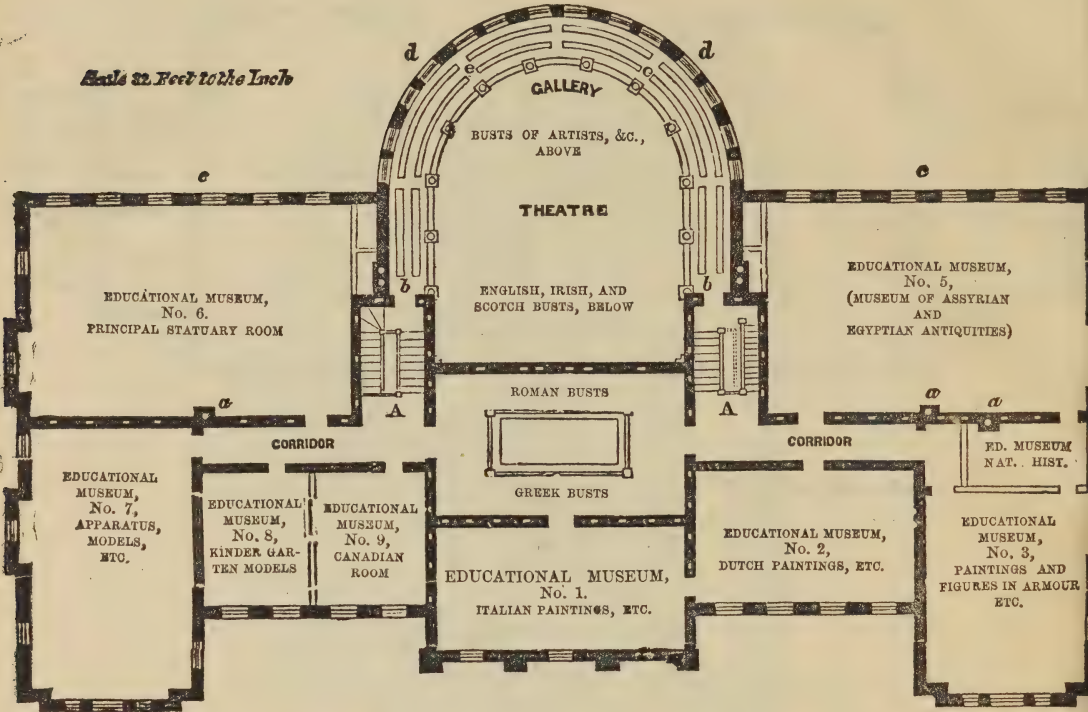 Scale 32 Feet to the Inch
d
d
e
c
GALLERY
BUSTS OF ARTISTS, &C.,
ABOVE
THEATRE
ENGLISH, IRISH, AND
SCOTCH BUSTS, BELOW
b
b
c
c
EDUCATIONAL MUSEUM,
No. 6.
PRINCIPAL STATUARY ROOM
EDUCATIONAL MUSEUM,
No. 5,
(MUSEUM OF ASSYRIAN
AND
EGYPTIAN ANTIQUITIES)
A
A
a
a
a
ROMAN BUSTS
GREEK BUSTS
CORRIDOR
CORRIDOR
ED. MUSEUM
NAT. HIST.
EDUCATIONAL
MUSEUM,
No. 7,
APPARATUS,
MODELS,
ETC.
EDUCATIONAL
MUSEUM,
No. 8,
KINDER GAR-
TEN MODELS
EDUCATIONAL
MUSEUM,
No. 9,
CANADIAN
ROOM
EDUCATIONAL MUSEUM,
No. 1.
ITALIAN PAINTINGS, ETC.
EDUCATIONAL MUSEUM,
No. 2,
DUTCH PAINTINGS, ETC.
EDUCATIONAL
MUSEUM,
No. 3,
PAINTINGS AND
FIGURES IN ARMOUR
ETC.